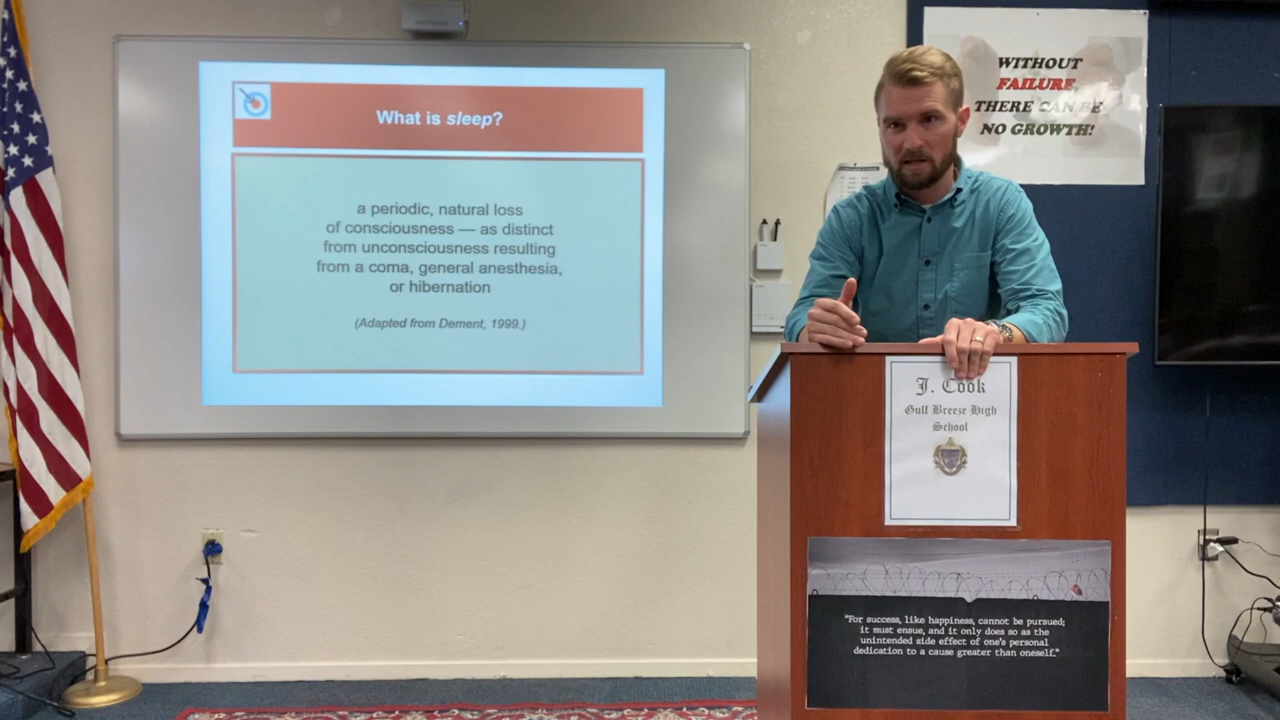 What is sleep?
a periodic, natural loss
of consciousness — as distinct
from unconsciousness resulting
from a coma, general anesthesia,
or hibernation
(Adapted from Dement, 1999.)
WITHOUT
FAILURE,
THERE CAN BE
NO GROWTH!
J. Cook
Gulf Breeze High
School
"For success, like happiness, cannot be pursued;
it must ensue, and it only does so as the
unintended side effect of one's personal
dedication to a cause greater than oneself."